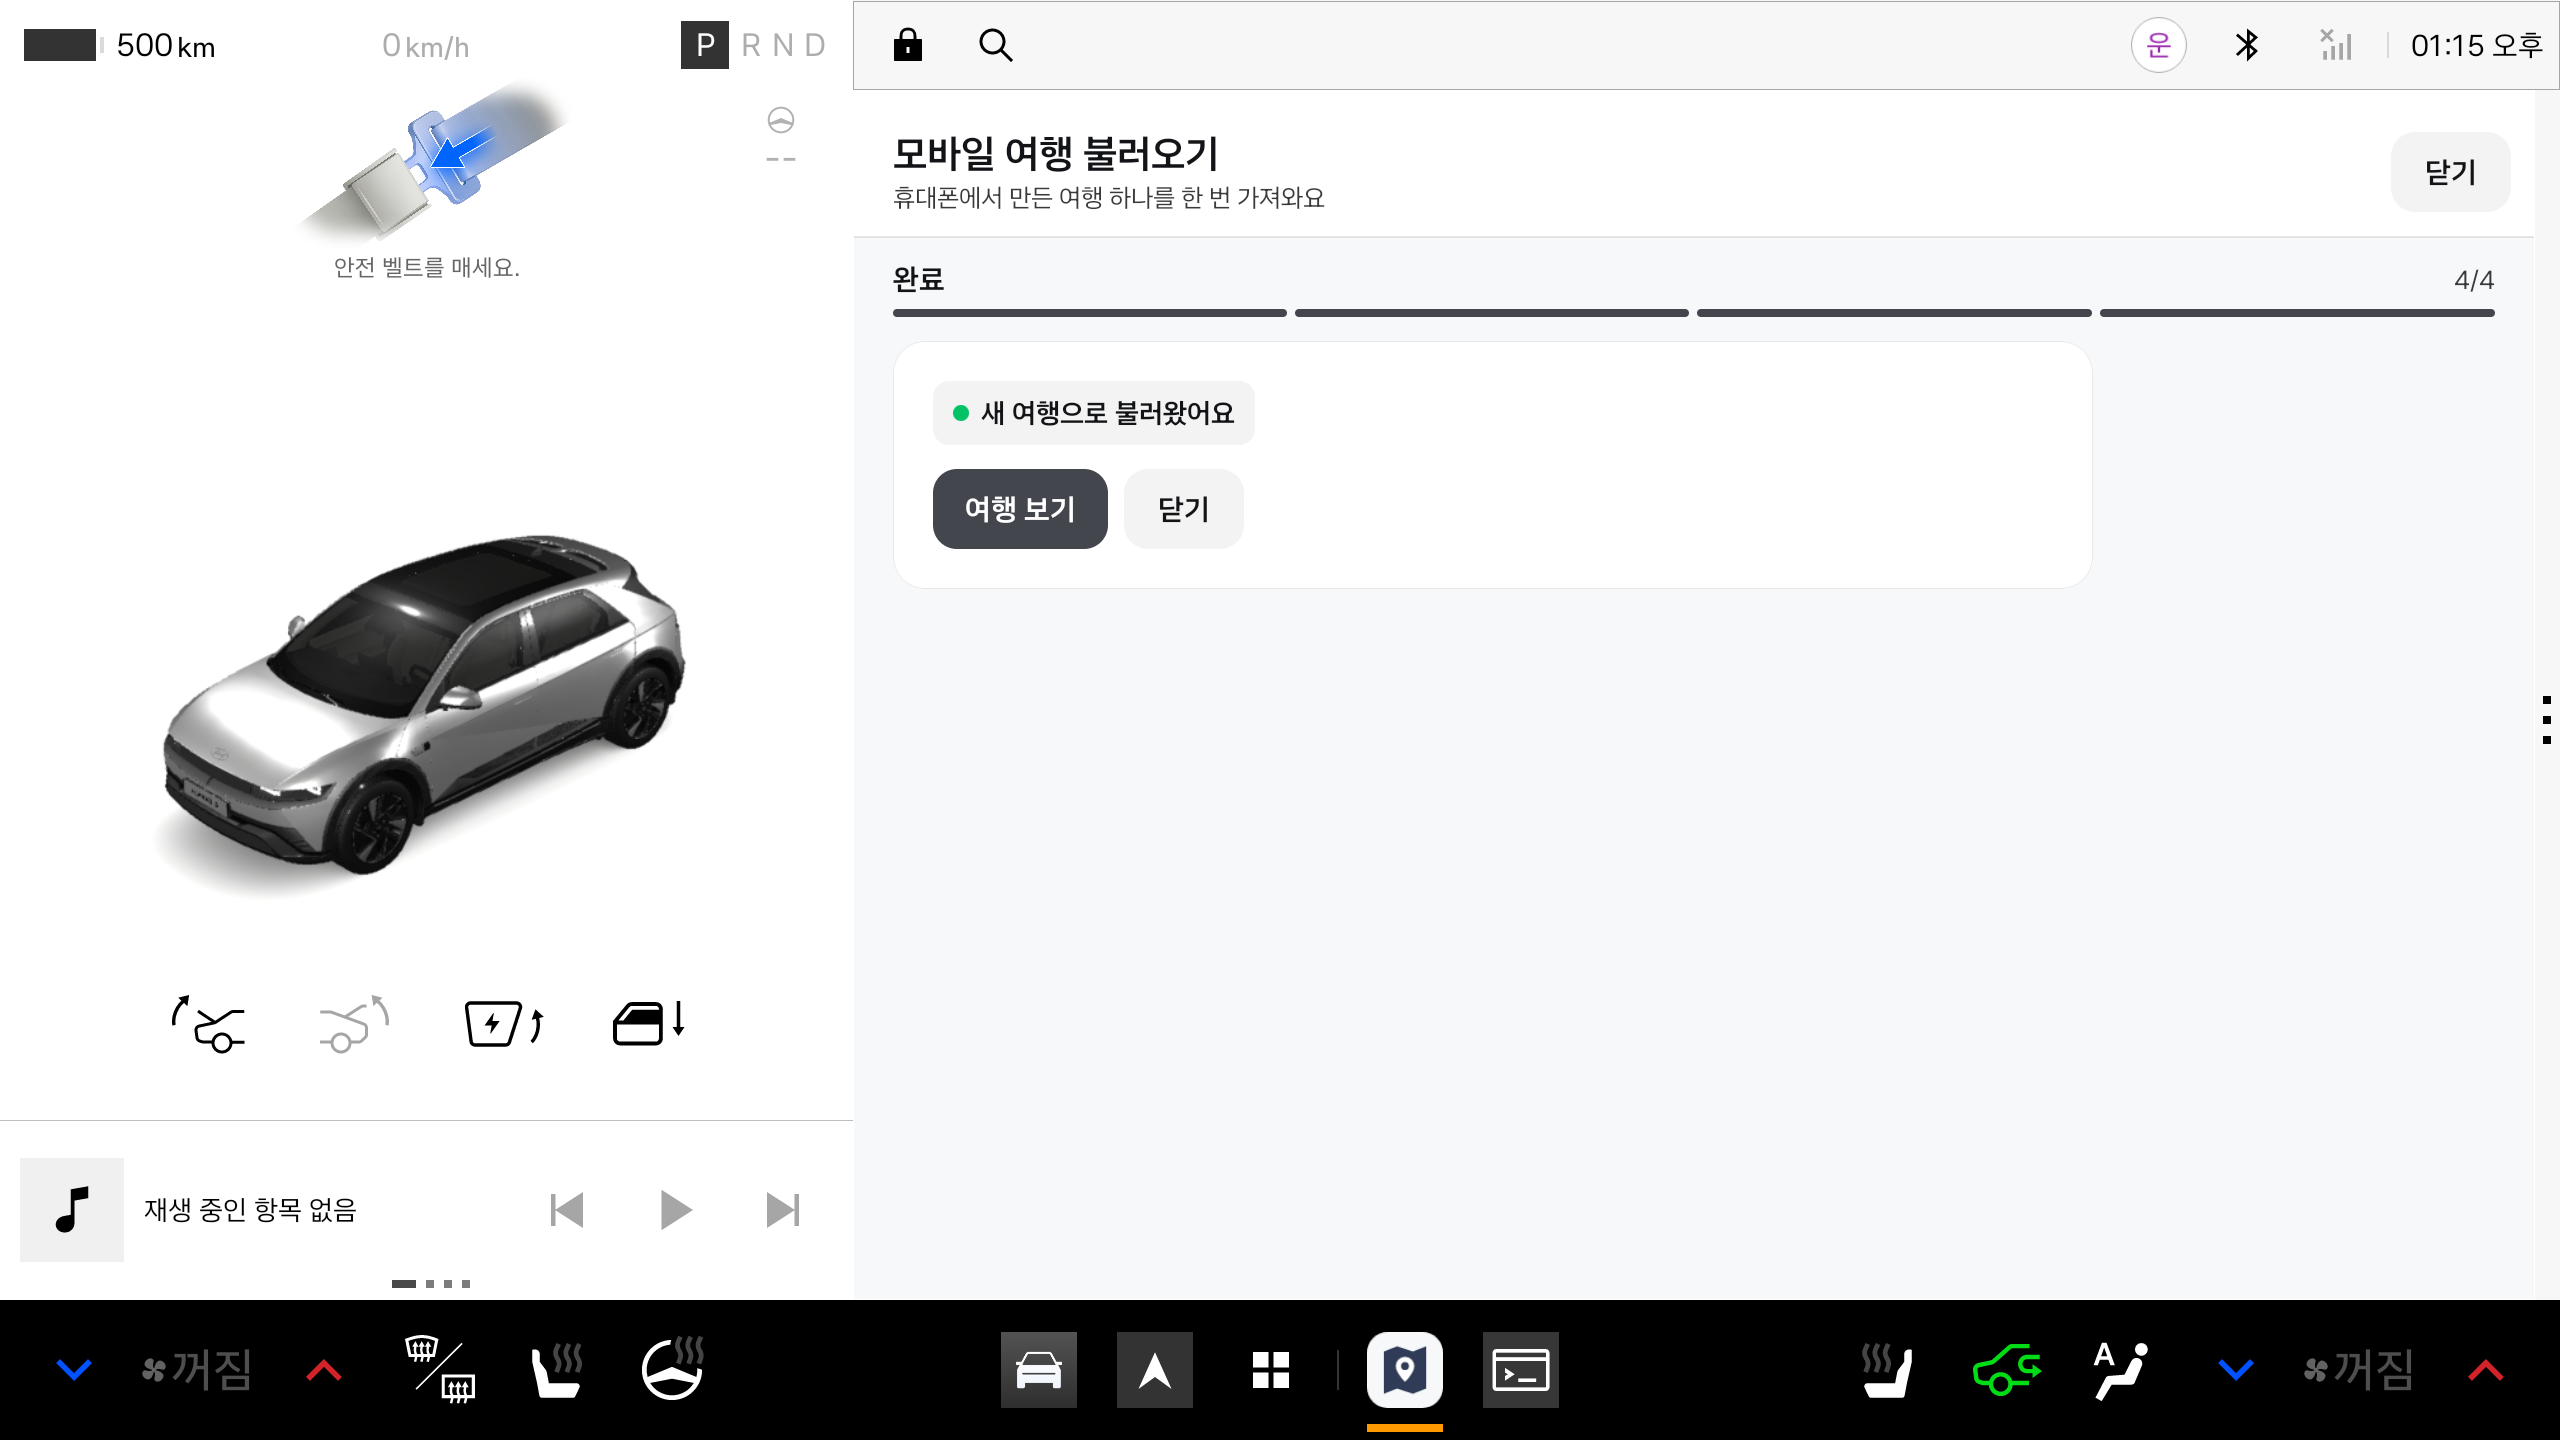 500 km
0 km/h
P R N D
운
01:15 오후
안전 벨트를 매세요.
모바일 여행 불러오기
휴대폰에서 만든 여행 하나를 한 번 가져와요
닫기
완료
4/4
새 여행으로 불러왔어요
여행 보기
닫기
재생 중인 항목 없음
꺼짐
A
꺼짐